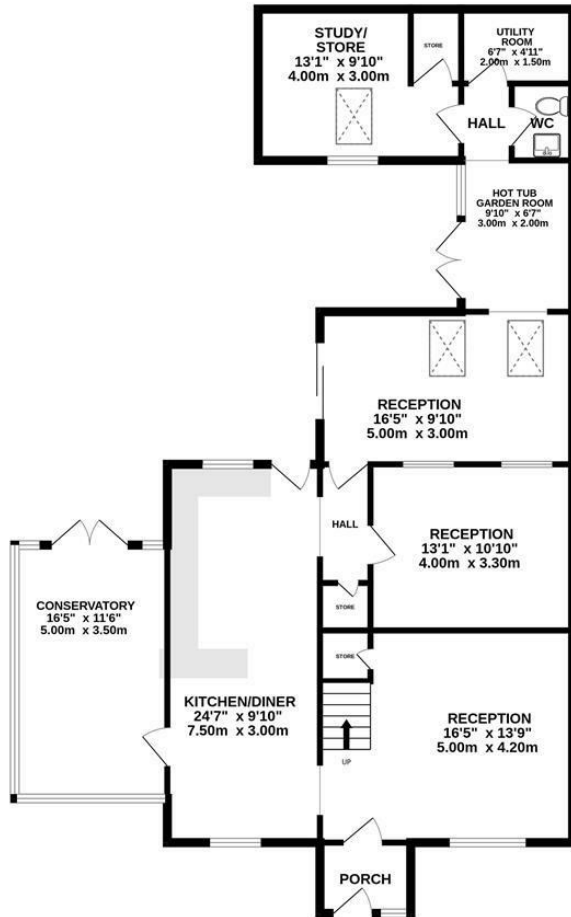 STUDY/
STORE
13'1" x 9'10"
4.00m x 3.00m
STORE
UTILITY
ROOM
6'7" x 4'11"
2.00m x 1.50m
HALL
WC
HOT TUB
GARDEN ROOM
9'10" x 6'7"
3.00m x 2.00m
RECEPTION
16'5" x 9'10"
5.00m x 3.00m
HALL
RECEPTION
13'1" x 10'10"
4.00m x 3.30m
STORE
CONSERVATORY
16'5" x 11'6"
5.00m x 3.50m
STORE
KITCHEN/DINER
24'7" x 9'10"
7.50m x 3.00m
RECEPTION
16'5" x 13'9"
5.00m x 4.20m
UP
PORCH